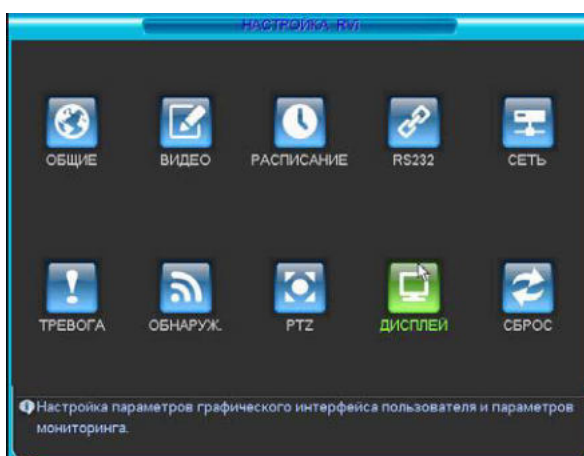 НАСТРОЙКА RVi
ОБЩИЕ ВИДЕО РАСПИСАНИЕ RS232 СЕТЬ
ТРЕВОГА ОБНАРУЖ. PTZ ДИСПЛЕЙ СБРОС
Настройка параметров графического интерфейса пользователя и параметров
мониторинга.